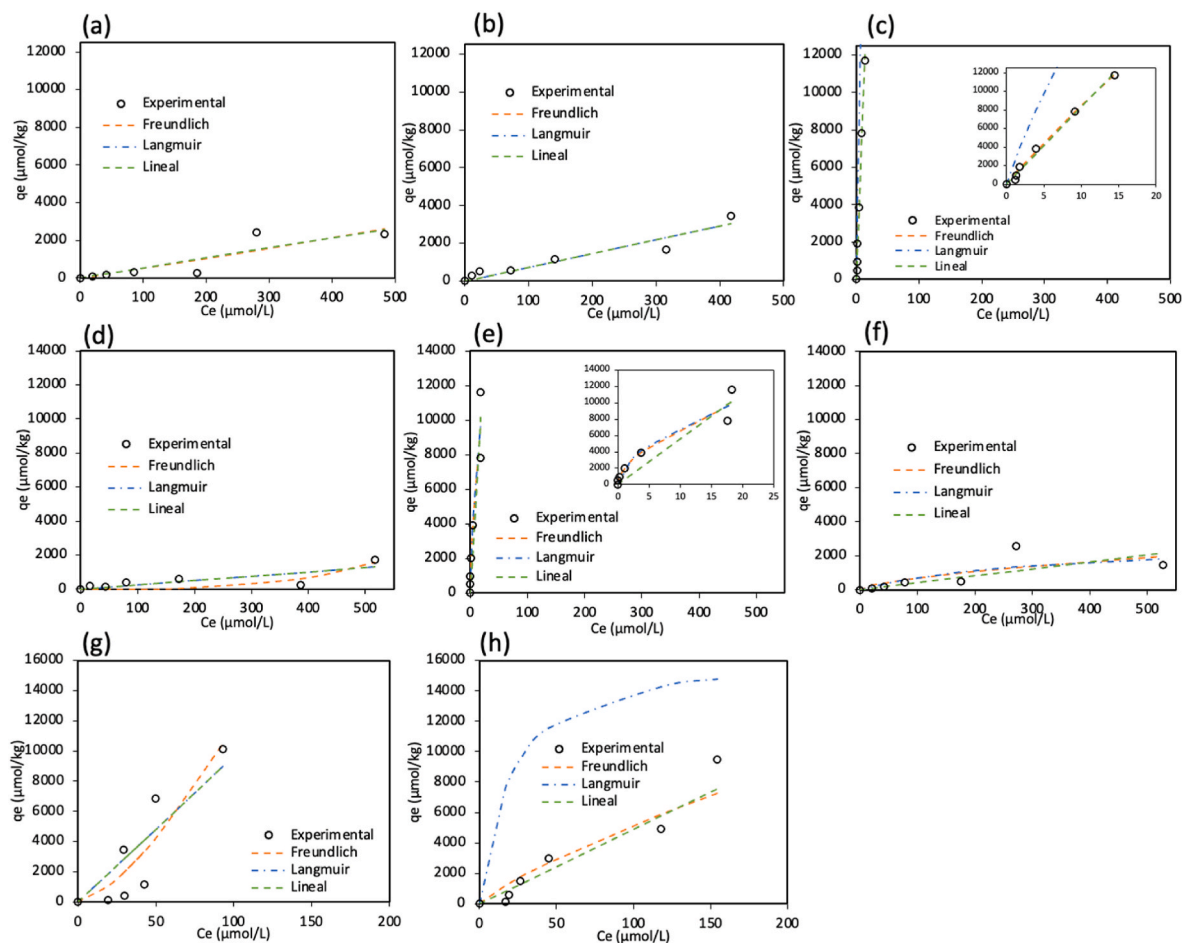 (a)
12000
10000
8000
6000
4000
2000
0
qe (µmol/kg)
Experimental
Freundlich
Langmuir
Lineal
0 100 200 300 400 500
Ce (µmol/L)
(b)
12000
10000
8000
6000
4000
2000
0
qe (µmol/kg)
Experimental
Freundlich
Langmuir
Lineal
0 100 200 300 400 500
Ce (µmol/L)
(c)
12000
10000
8000
6000
4000
2000
0
qe (µmol/kg)
12000
10000
8000
6000
4000
2000
0
0 5 10 15 20
Experimental
Freundlich
Langmuir
Lineal
0 100 200 300 400 500
Ce (µmol/L)
(d)
14000
12000
10000
8000
6000
4000
2000
0
qe (µmol/kg)
Experimental
Freundlich
Langmuir
Lineal
0 100 200 300 400 500
Ce (µmol/L)
(e)
14000
12000
10000
8000
6000
4000
2000
0
qe (µmol/kg)
14000
12000
10000
8000
6000
4000
2000
0
0 5 10 15 20 25
Experimental
Freundlich
Langmuir
Lineal
0 100 200 300 400 500
Ce (µmol/L)
(f)
14000
12000
10000
8000
6000
4000
2000
0
qe (µmol/kg)
Experimental
Freundlich
Langmuir
Lineal
0 100 200 300 400 500
Ce (µmol/L)
(g)
16000
14000
12000
10000
8000
6000
4000
2000
0
qe (µmol/kg)
Experimental
Freundlich
Langmuir
Lineal
0 50 100 150 200
Ce (µmol/L)
(h)
16000
14000
12000
10000
8000
6000
4000
2000
0
qe (µmol/kg)
Experimental
Freundlich
Langmuir
Lineal
0 50 100 150 200
Ce (µmol/L)